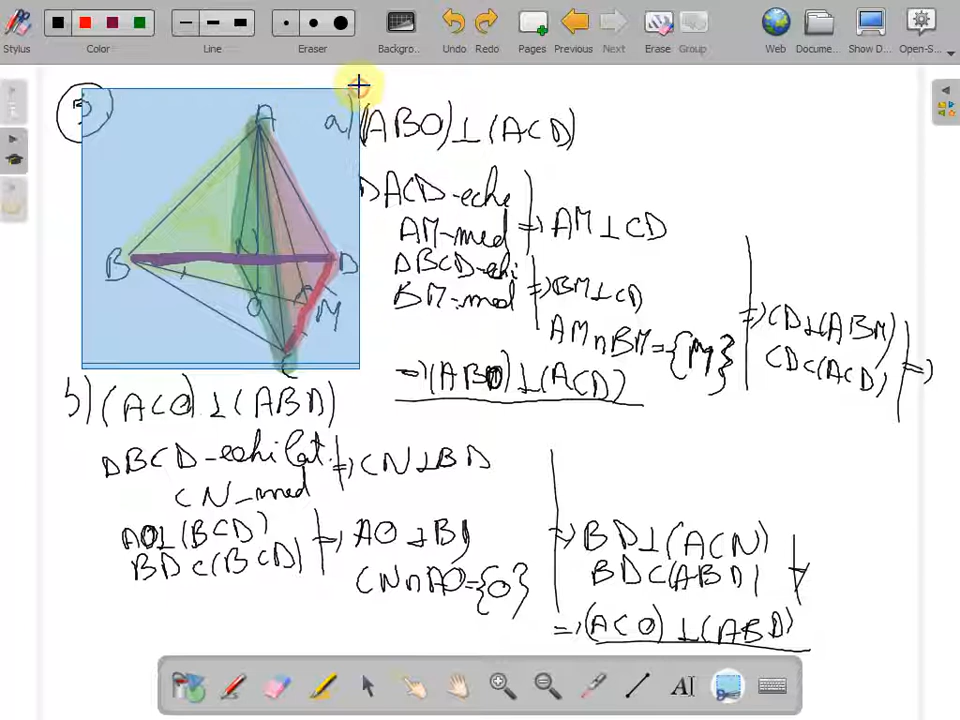 Stylus
Color
Line
Eraser
Backgro...
Undo
Redo
Pages
Previous
Next
Erase
Group
Web
Docume...
Show D...
Open-S...
a) (ABO)⊥(ACD)
A
B
D
N
O
M
C
ΔACD-echi
AM-med
⇒ AM⊥CD
ΔBCD-echi
BM-med
⇒ BM⊥CD
AM∩BM={M}
⇒ CD⊥(ABM)
CD⊂(ACD)
⇒
⇒ (ABO)⊥(ACD)
b) (ACO)⊥(ABD)
ΔBCD-echilat.
CN-med
⇒ CN⊥BD
AO⊥(BCD)
BD⊂(BCD)
⇒ AO⊥BD
CN∩AO={O}
⇒ BD⊥(ACN)
BD⊂(ABD)
⇒ (ACO)⊥(ABD)
AI